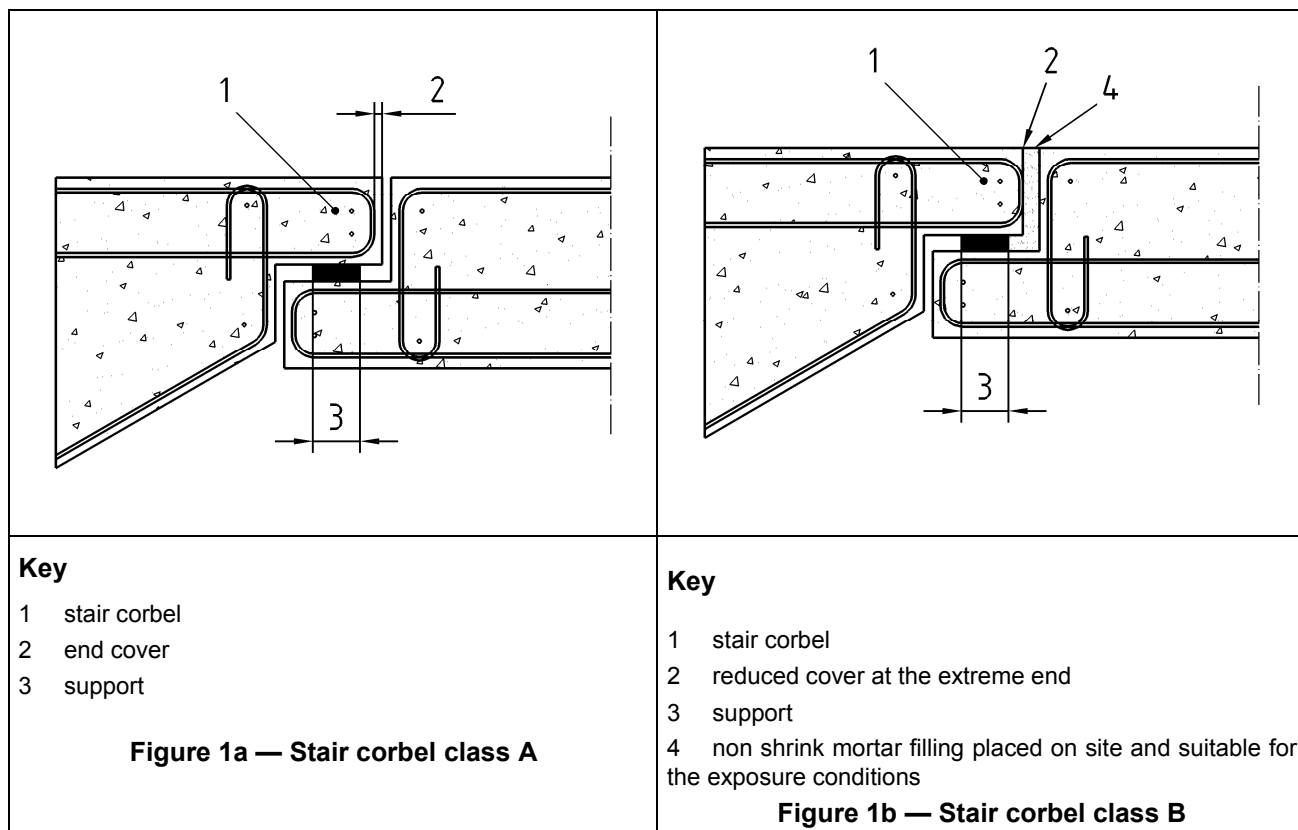 1
2
3
1
2
4
3
Key
1 stair corbel
2 end cover
3 support
Figure 1a — Stair corbel class A
Key
1 stair corbel
2 reduced cover at the extreme end
3 support
4 non shrink mortar filling placed on site and suitable for
the exposure conditions
Figure 1b — Stair corbel class B